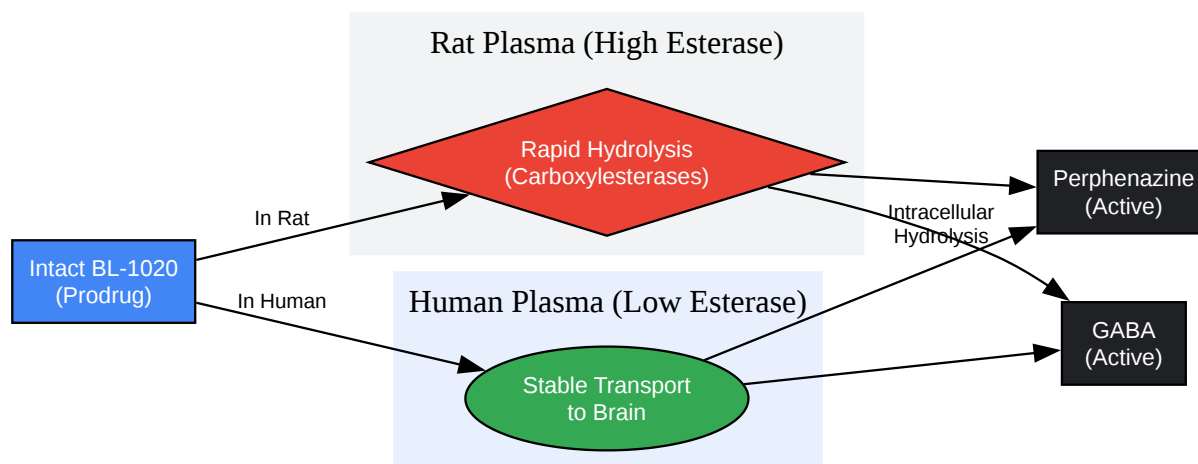 Rat Plasma (High Esterase)
Rapid Hydrolysis
(Carboxylesterases)
In Rat
Intact BL-1020
(Prodrug)
In Human
Human Plasma (Low Esterase)
Stable Transport
to Brain
Intracellular
Hydrolysis
Perphenazine
(Active)
GABA
(Active)